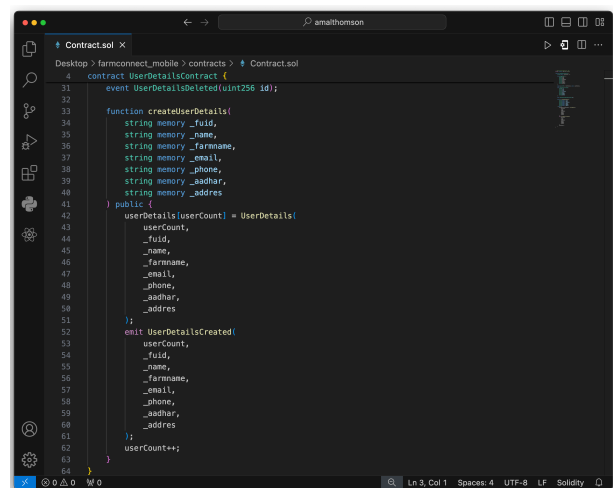 amalthomson
Contract.sol
Desktop > farmconnect_mobile > contracts > Contract.sol
4 contract UserDetailsContract {
31 event UserDetailsDeleted(uint256 id);
32
33 function createUserDetails(
34 string memory _fuid,
35 string memory _name,
36 string memory _farmname,
37 string memory _email,
38 string memory _phone,
39 string memory _aadhar,
40 string memory _addres
41 ) public {
42 userDetails[userCount] = UserDetails(
43 userCount,
44 _fuid,
45 _name,
46 _farmname,
47 _email,
48 _phone,
49 _aadhar,
50 _addres
51 );
52 emit UserDetailsCreated(
53 userCount,
54 _fuid,
55 _name,
56 _farmname,
57 _email,
58 _phone,
59 _aadhar,
60 _addres
61 );
62 userCount++;
63 }
64 }
0 0 0 Ln 3, Col 1 Spaces: 4 UTF-8 LF Solidity